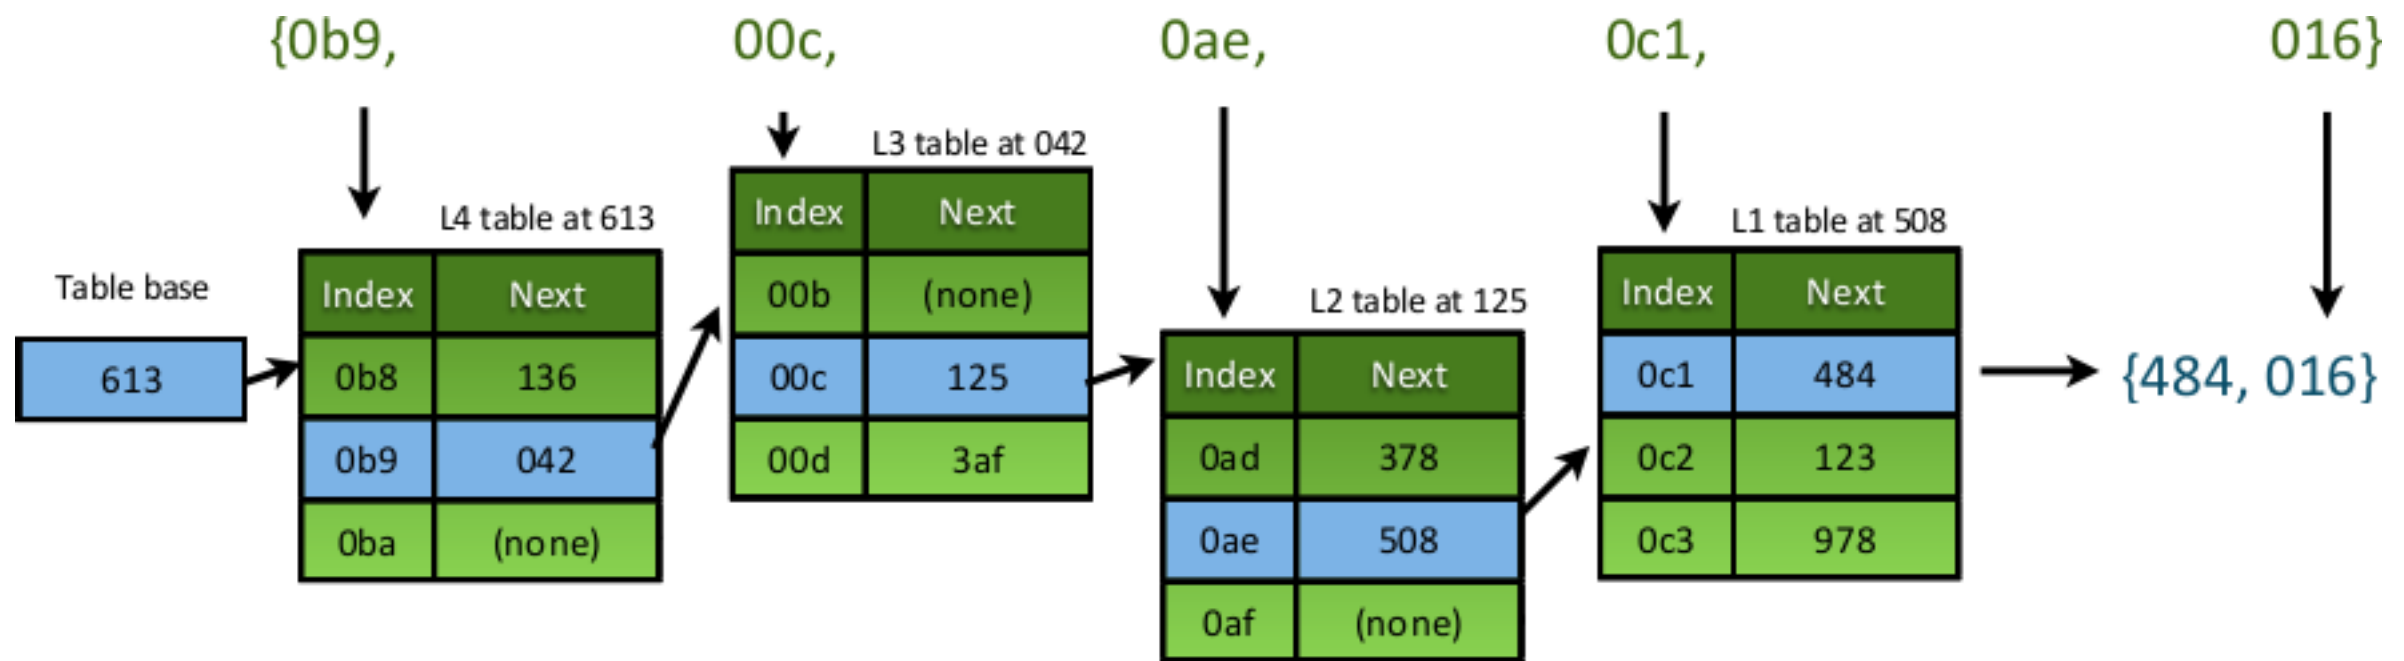 {0b9, 00c, 0ae, 0c1, 016}
Table base
613
L4 table at 613
Index Next
0b8 136
0b9 042
0ba (none)
L3 table at 042
Index Next
00b (none)
00c 125
00d 3af
L2 table at 125
Index Next
0ad 378
0ae 508
0af (none)
L1 table at 508
Index Next
0c1 484
0c2 123
0c3 978
{484, 016}